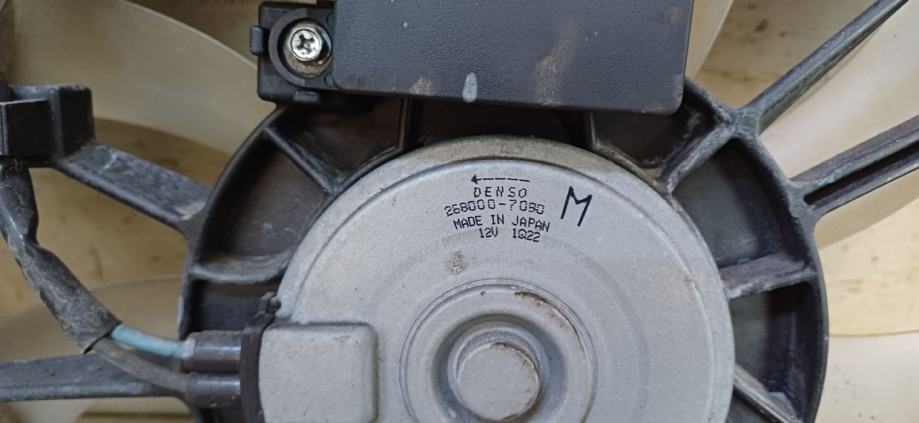 DENSO
268000-7090
M
MADE IN JAPAN
12V 1Q22